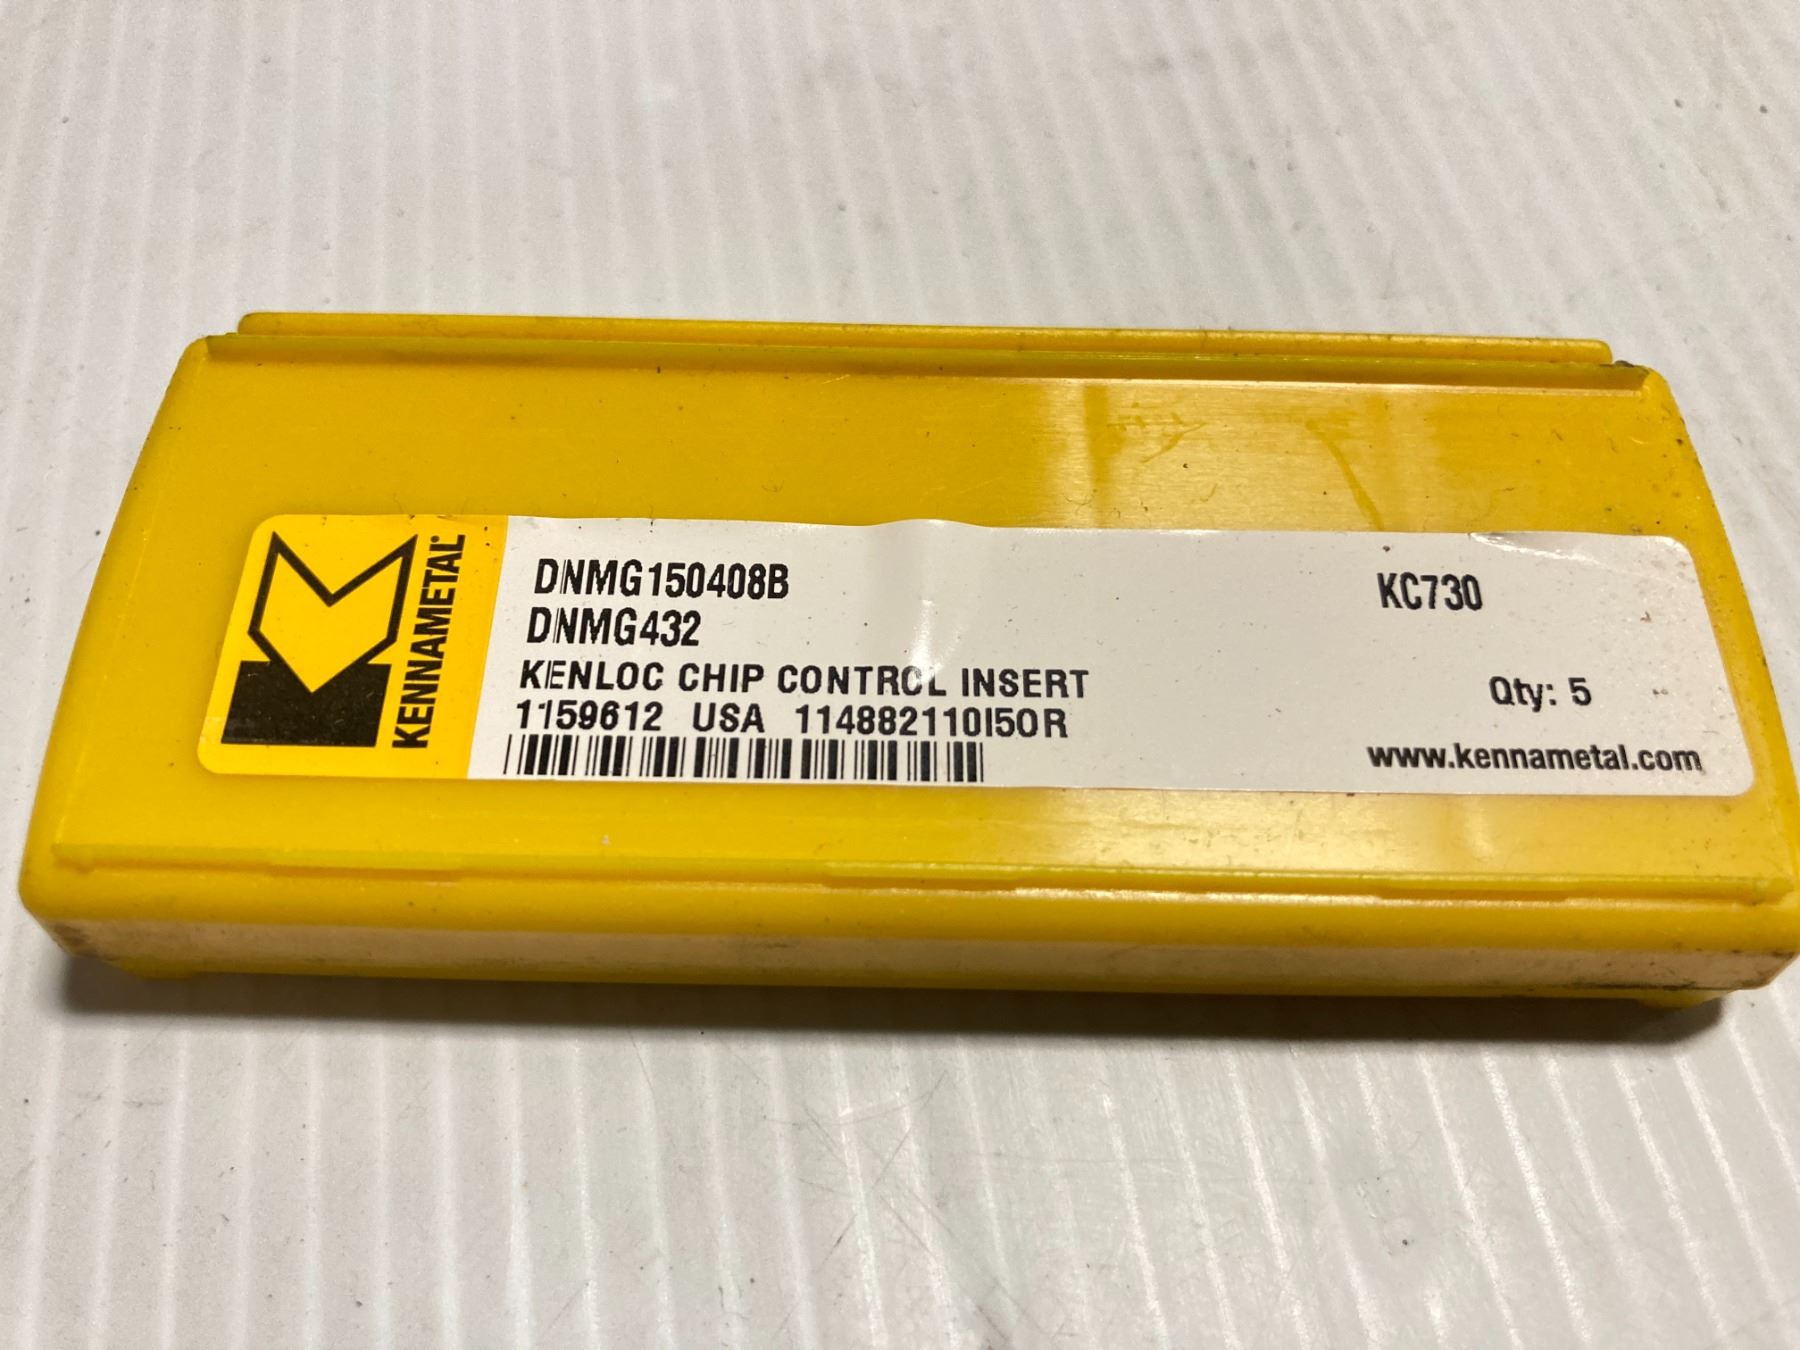 KENNAMETAL
DNMG150408B
KC730
DNMG432
KENLOC CHIP CONTROL INSERT
Qty: 5
1159612 USA 114882110I50R
www.kennametal.com